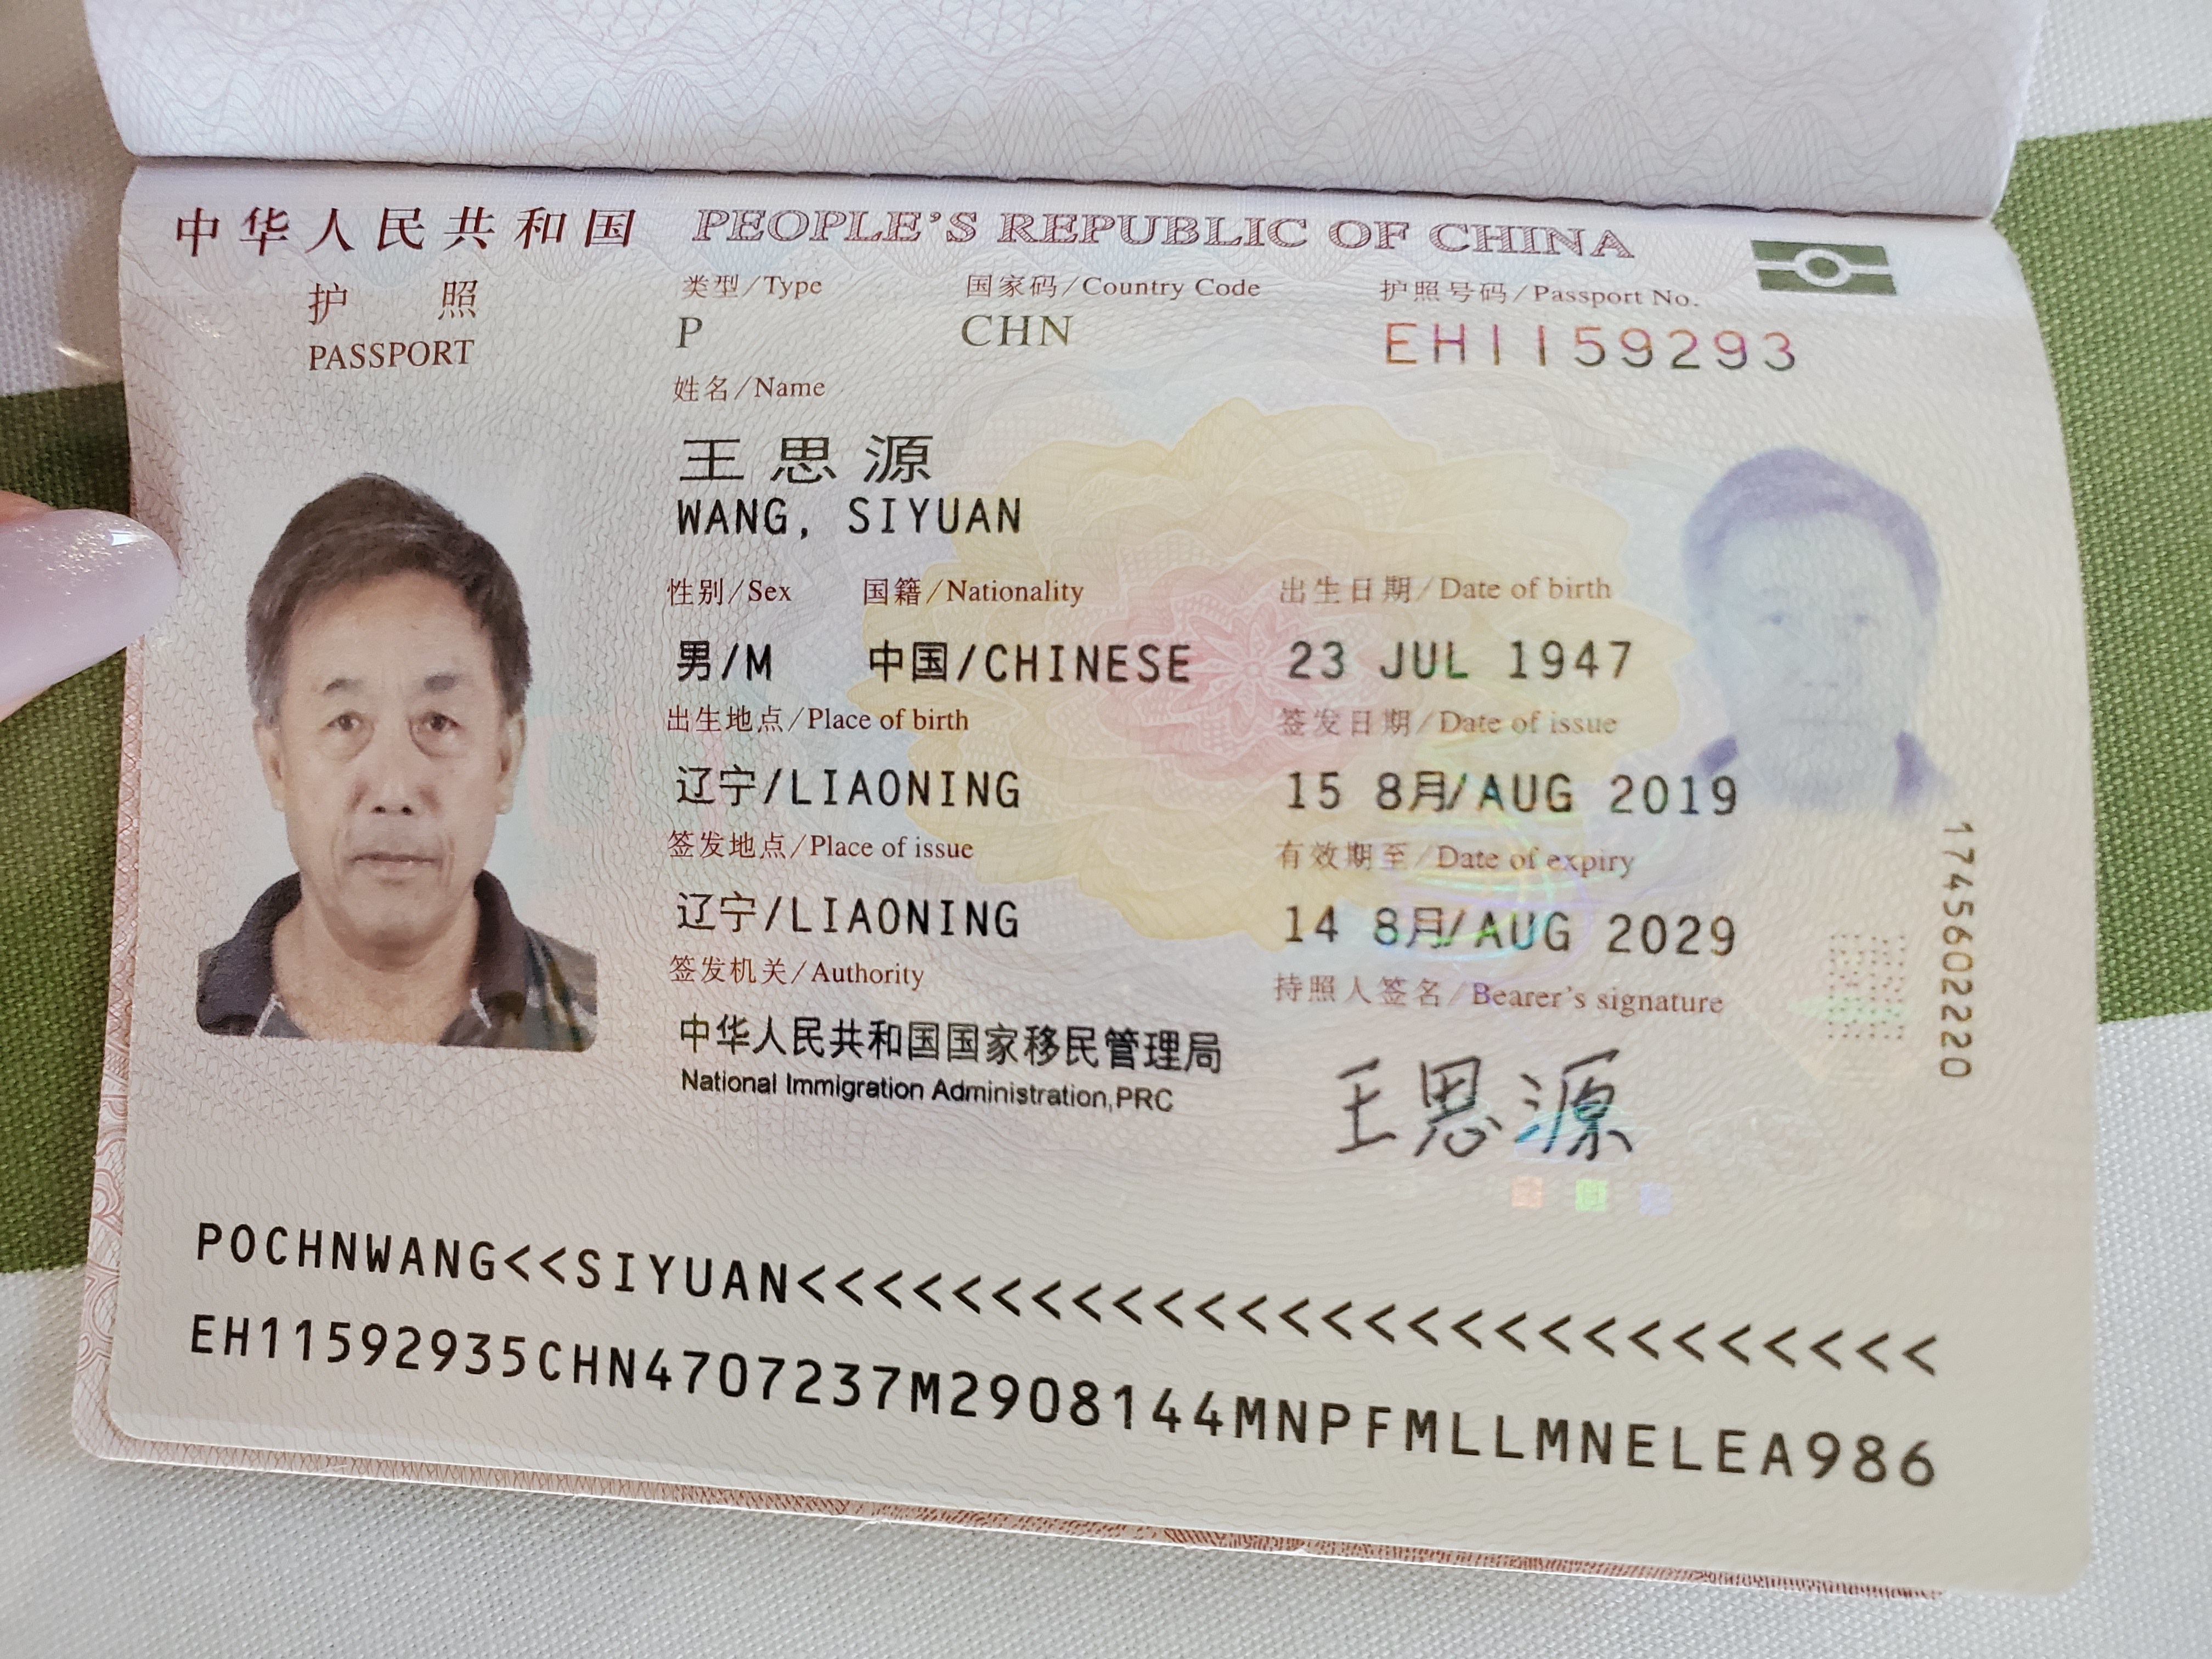 中华人民共和国 PEOPLE'S REPUBLIC OF CHINA
护 照
PASSPORT
类型/Type 国家码/Country Code 护照号码/Passport No.
P CHN EH1159293
姓名/Name
王思源
WANG, SIYUAN
性别/Sex 国籍/Nationality 出生日期/Date of birth
男/M 中国/CHINESE 23 JUL 1947
出生地点/Place of birth 签发日期/Date of issue
辽宁/LIAONING 15 8月/AUG 2019
签发地点/Place of issue 有效期至/Date of expiry
辽宁/LIAONING 14 8月/AUG 2029
签发机关/Authority 持照人签名/Bearer's signature
中华人民共和国国家移民管理局
National Immigration Administration,PRC
王思源
1745602220
POCHNWANG<<SIYUAN<<<<<<<<<<<<<<<<<<<<<<<<<<<
EH11592935CHN4707237M2908144MNPFMLLMNELEA986